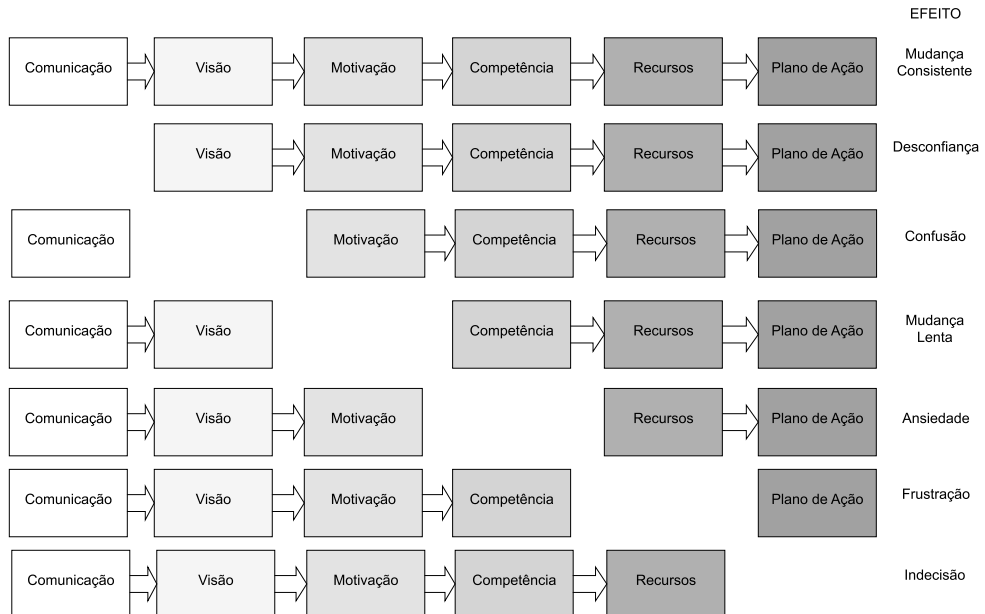 EFEITO
Comunicação Visão Motivação Competência Recursos Plano de Ação Mudança
Consistente
Visão Motivação Competência Recursos Plano de Ação Desconfiança
Comunicação Motivação Competência Recursos Plano de Ação Confusão
Comunicação Visão Competência Recursos Plano de Ação Mudança
Lenta
Comunicação Visão Motivação Recursos Plano de Ação Ansiedade
Comunicação Visão Motivação Competência Plano de Ação Frustração
Comunicação Visão Motivação Competência Recursos Indecisão